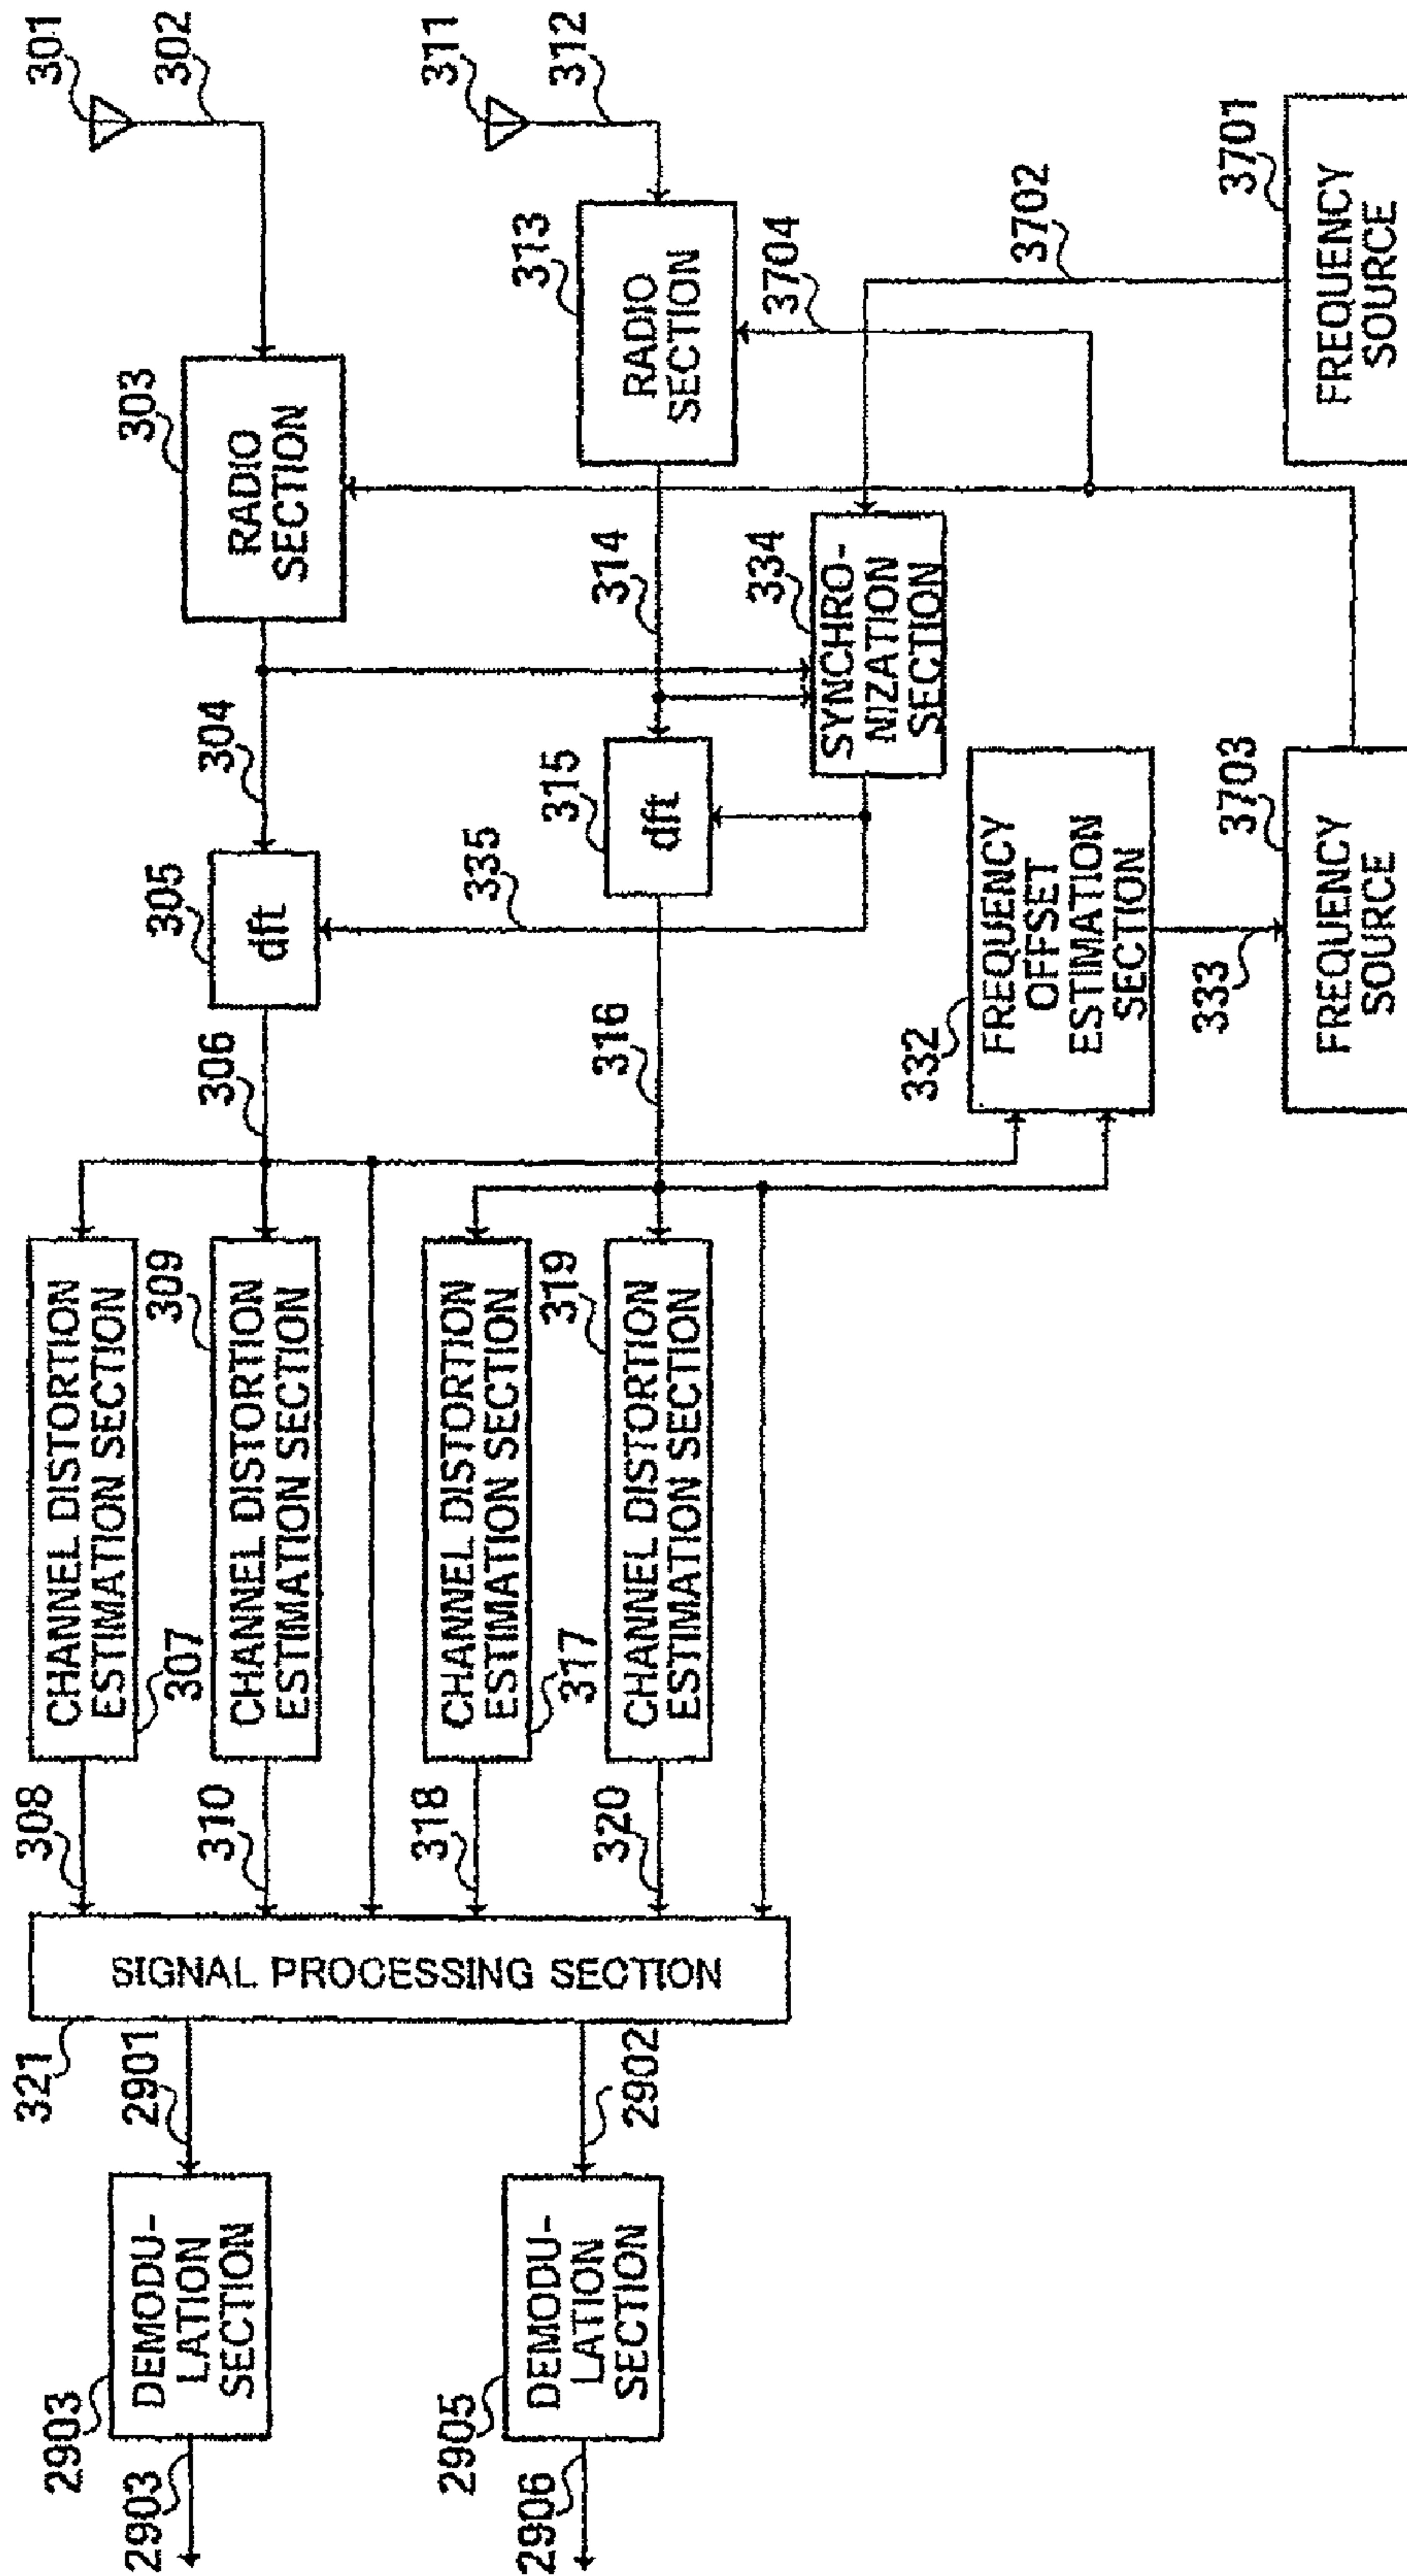 301
302
311
312
303
RADIO
SECTION
313
RADIO
SECTION
3704
3702
3701
FREQUENCY
SOURCE
304
314
334
SYNCHRO-
NIZATION
SECTION
305
dft
315
dft
335
306
316
332
FREQUENCY
OFFSET
ESTIMATION
SECTION
333
3703
FREQUENCY
SOURCE
CHANNEL DISTORTION
ESTIMATION SECTION
307
309
CHANNEL DISTORTION
ESTIMATION SECTION
CHANNEL DISTORTION
ESTIMATION SECTION
317
319
CHANNEL DISTORTION
ESTIMATION SECTION
308
310
318
320
SIGNAL PROCESSING SECTION
321
2901
2902
2903
DEMODU-
LATION
SECTION
2903
2905
DEMODU-
LATION
SECTION
2906